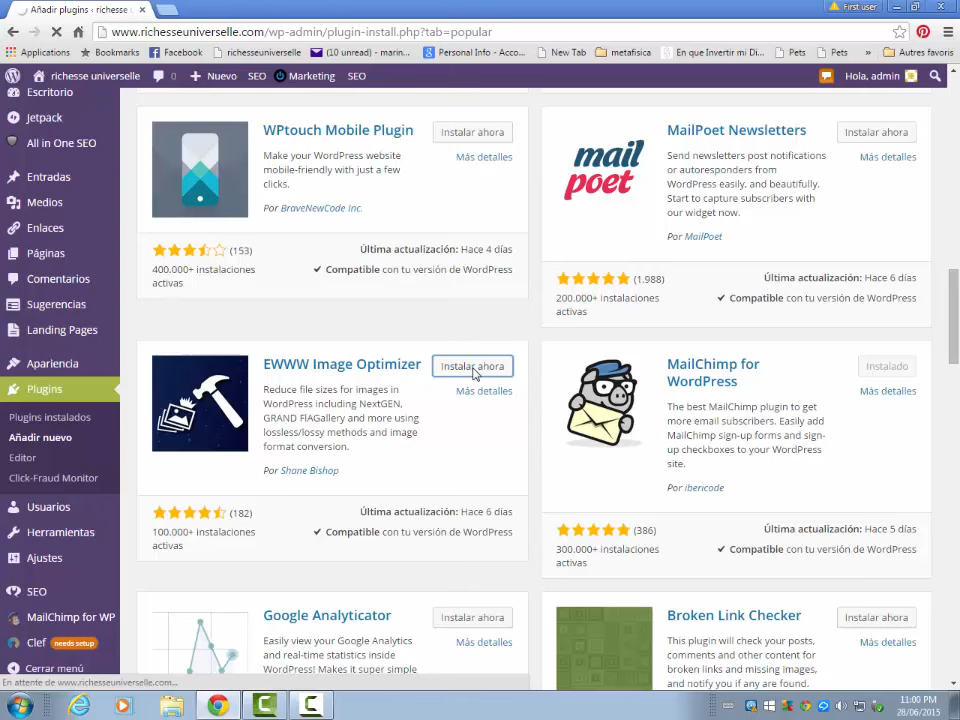 Añadir plugins ‹ richesse
First user
www.richesseuniverselle.com/wp-admin/plugin-install.php?tab=popular
Applications
Bookmarks
Facebook
richesseuniverselle
(10 unread) - marin...
Personal Info - Acco...
New Tab
metafisica
En que Invertir mi Di...
Pets
Pets
»
Autres favoris
richesse universelle
0
Nuevo
SEO
Marketing
SEO
Hola, admin
Escritorio
Jetpack
All in One SEO
Entradas
Medios
Enlaces
Páginas
Comentarios
Sugerencias
Landing Pages
Apariencia
Plugins
Plugins instalados
Añadir nuevo
Editor
Click-Fraud Monitor
Usuarios
Herramientas
Ajustes
SEO
MailChimp for WP
Clef needs setup
Cerrar menú
WPtouch Mobile Plugin
Instalar ahora
Más detalles
Make your WordPress website
mobile-friendly with just a few
clicks.
Por BraveNewCode Inc.
(153)
400.000+ instalaciones
activas
Última actualización: Hace 4 días
✓ Compatible con tu versión de WordPress
mail
poet
MailPoet Newsletters
Instalar ahora
Más detalles
Send newsletters post notifications
or autoresponders from
WordPress easily, and beautifully.
Start to capture subscribers with
our widget now.
Por MailPoet
(1.988)
200.000+ instalaciones
activas
Última actualización: Hace 6 días
✓ Compatible con tu versión de WordPress
EWWW Image Optimizer
Instalar ahora
Más detalles
Reduce file sizes for images in
WordPress including NextGEN,
GRAND FlAGallery and more using
lossless/lossy methods and image
format conversion.
Por Shane Bishop
(182)
100.000+ instalaciones
activas
Última actualización: Hace 6 días
✓ Compatible con tu versión de WordPress
MailChimp for
WordPress
Instalado
Más detalles
The best MailChimp plugin to get
more email subscribers. Easily add
MailChimp sign-up forms and sign-
up checkboxes to your WordPress
site.
Por ibericode
(386)
300.000+ instalaciones
activas
Última actualización: Hace 5 días
✓ Compatible con tu versión de WordPress
Google Analyticator
Instalar ahora
Más detalles
Easily view your Google Analytics
and real-time statistics inside
WordPress! Makes it super simple
Broken Link Checker
Instalar ahora
Más detalles
This plugin will check your posts,
comments and other content for
broken links and missing images,
and notify you if any are found.
En attente de www.richesseuniverselle.com...
11:00 PM
28/06/2015